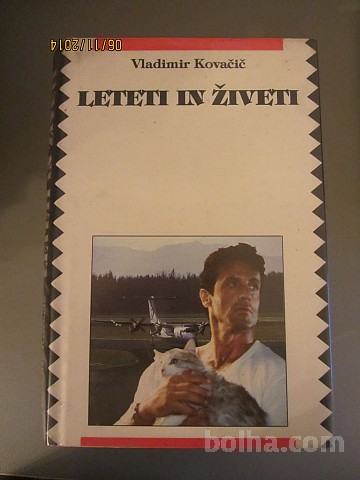 06/11/2014
Vladimir Kovačič
LETETI IN ŽIVETI
bolha.com